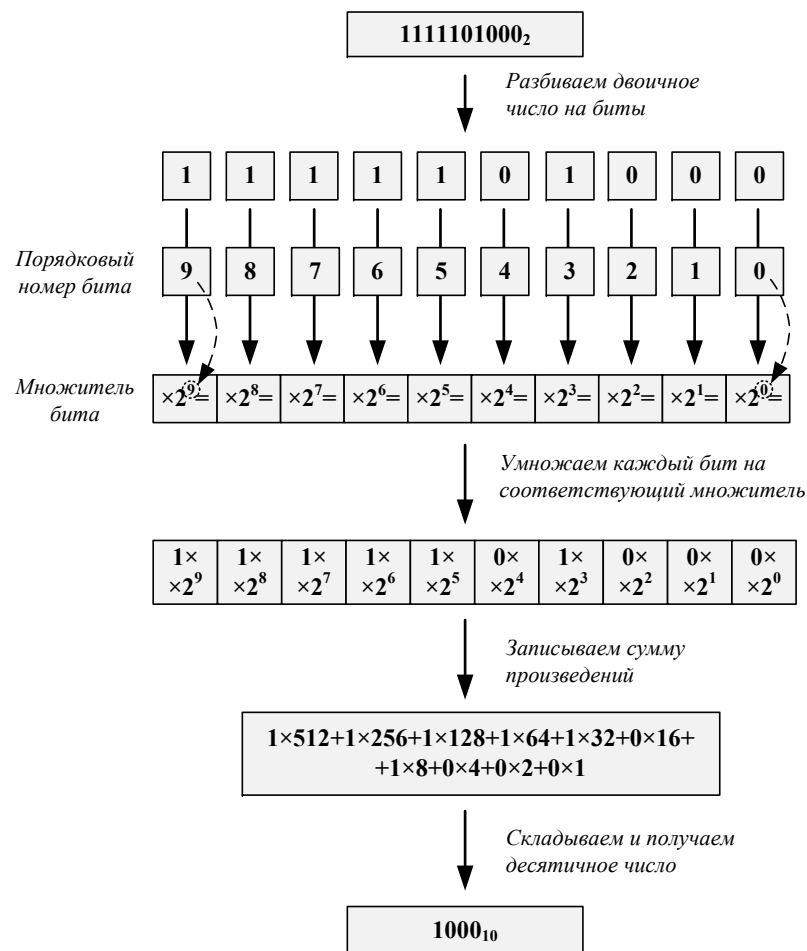 1111101000₂
Разбиваем двоичное
число на биты
1 1 1 1 1 0 1 0 0 0
Порядковый
номер бита
9 8 7 6 5 4 3 2 1 0
Множитель
бита
×2⁹= ×2⁸= ×2⁷= ×2⁶= ×2⁵= ×2⁴= ×2³= ×2²= ×2¹= ×2⁰=
Умножаем каждый бит на
соответствующий множитель
1× 1× 1× 1× 1× 0× 1× 0× 0× 0×
×2⁹ ×2⁸ ×2⁷ ×2⁶ ×2⁵ ×2⁴ ×2³ ×2² ×2¹ ×2⁰
Записываем сумму
произведений
1×512+1×256+1×128+1×64+1×32+0×16+
+1×8+0×4+0×2+0×1
Складываем и получаем
десятичное число
1000₁₀